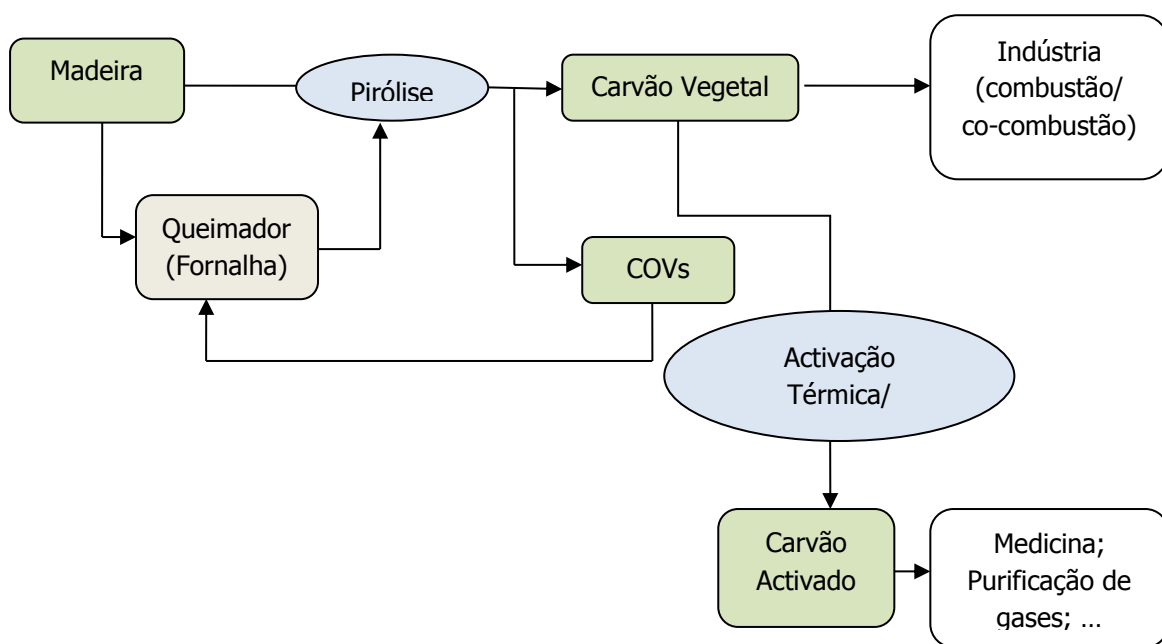 Madeira
Pirólise
Carvão Vegetal
Indústria
(combustão/
co-combustão)
Queimador
(Fornalha)
COVs
Activação
Térmica/
Carvão
Activado
Medicina;
Purificação de
gases; ...